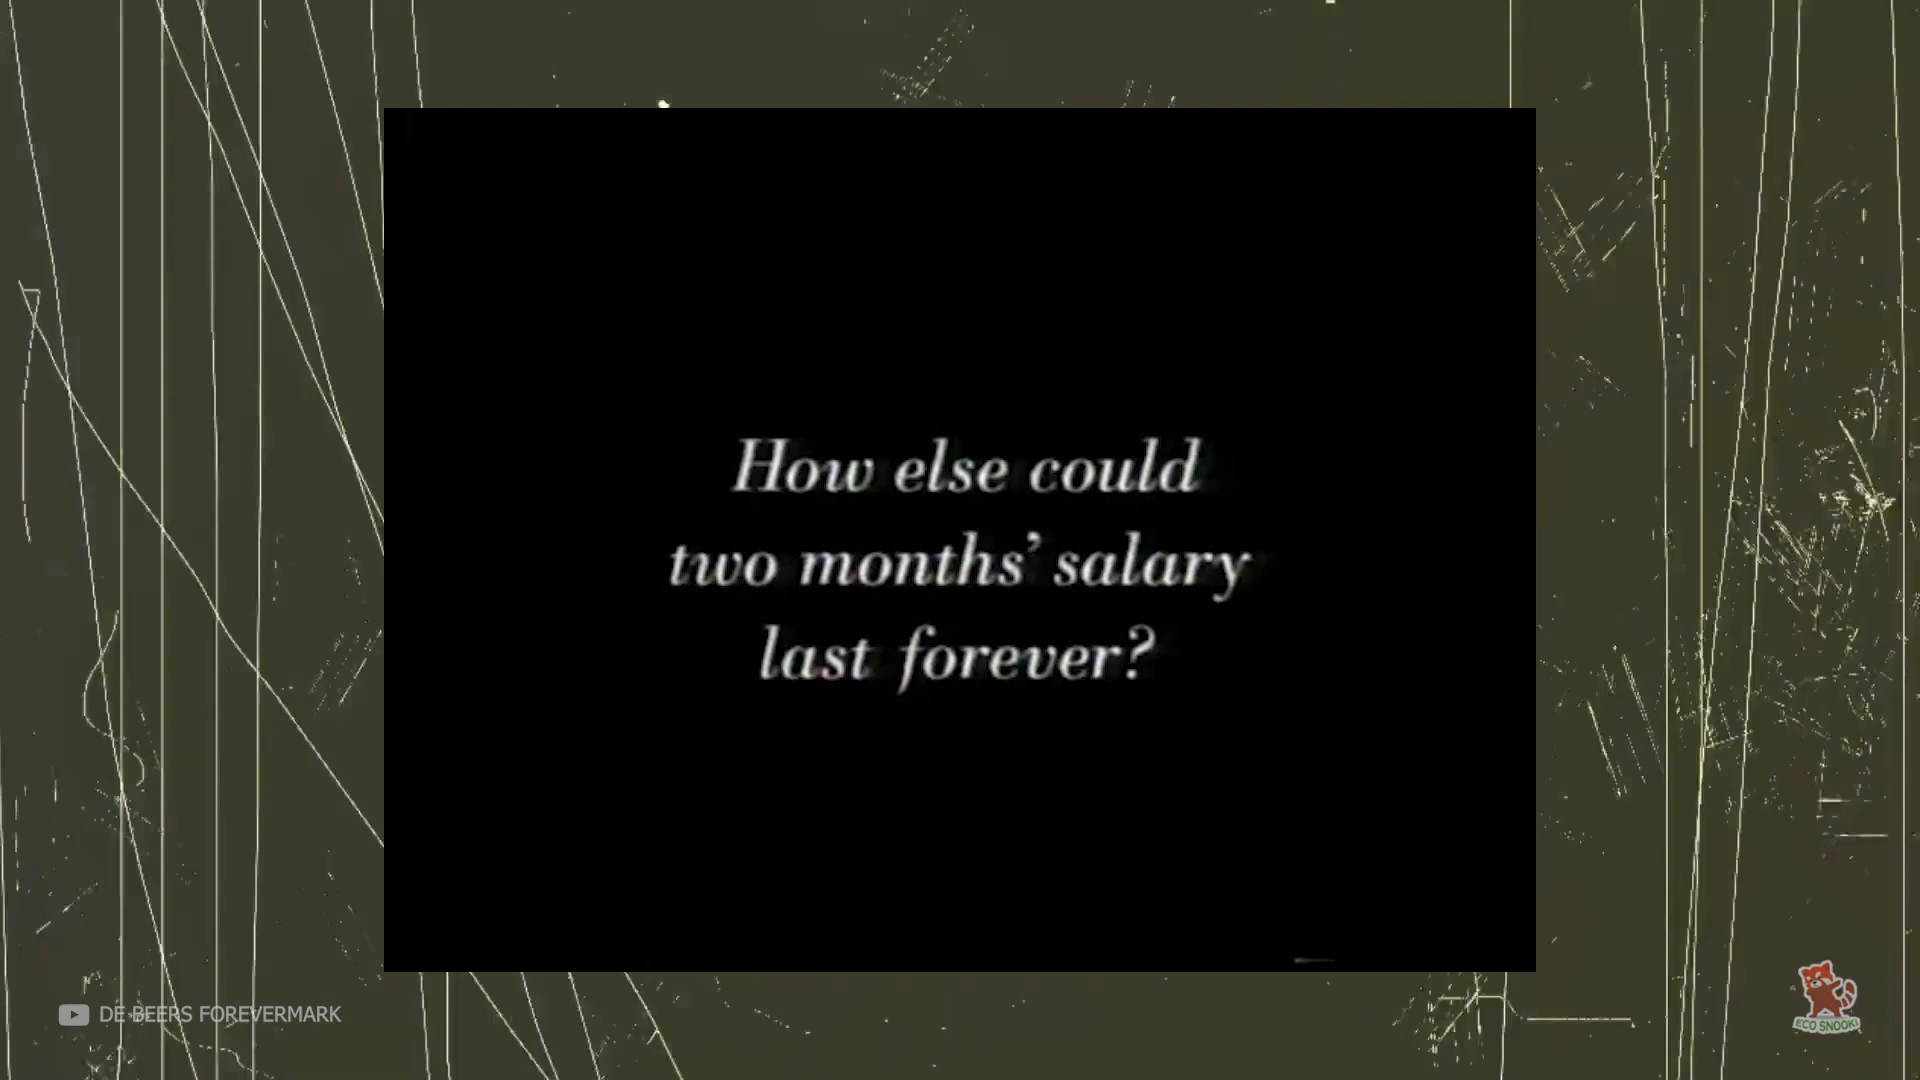 How else could
two months’ salary
last forever?
DE BEERS FOREVERMARK
ECO SNOOKI